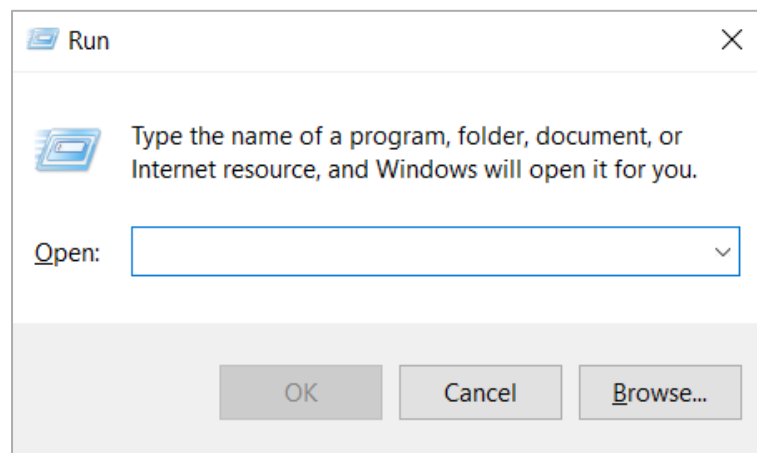 Run
Type the name of a program, folder, document, or
Internet resource, and Windows will open it for you.
Open:
OK Cancel Browse...